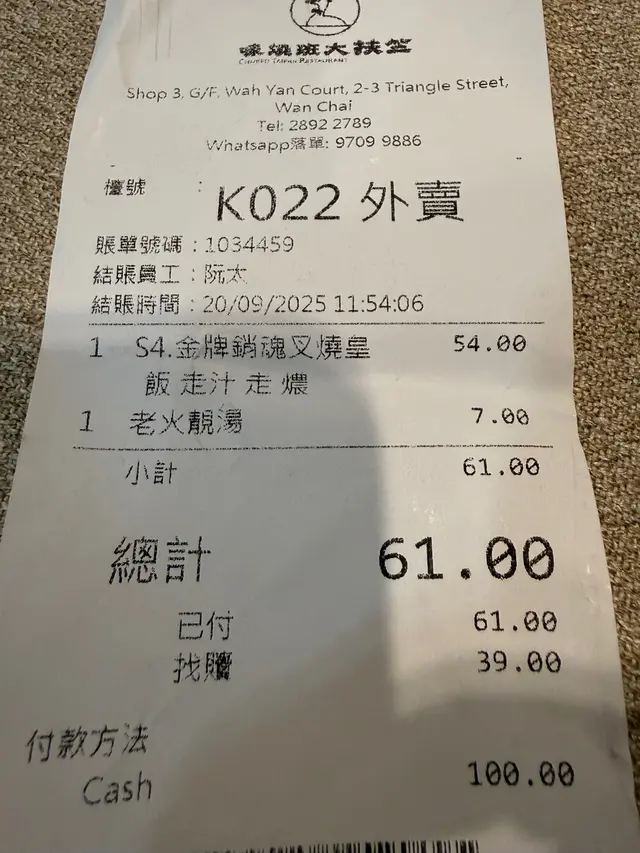 大
Shop 3, G/F, Wah Yan Court, 2-3 Triangle Street,
Wan Chai
Tel: 2892 2789
Whatsapp落單: 9709 9886
檯號 : K022 外賣
賬單號碼 : 1034459
結賬員工 : 阮太
結賬時間 : 20/09/2025 11:54:06
1 S4.金牌銷魂叉燒皇 54.00
飯 走汁 走 燶
1 老火靚湯 7.00
小計 61.00
總計 61.00
已付 61.00
找贖 39.00
付款方法
Cash 100.00